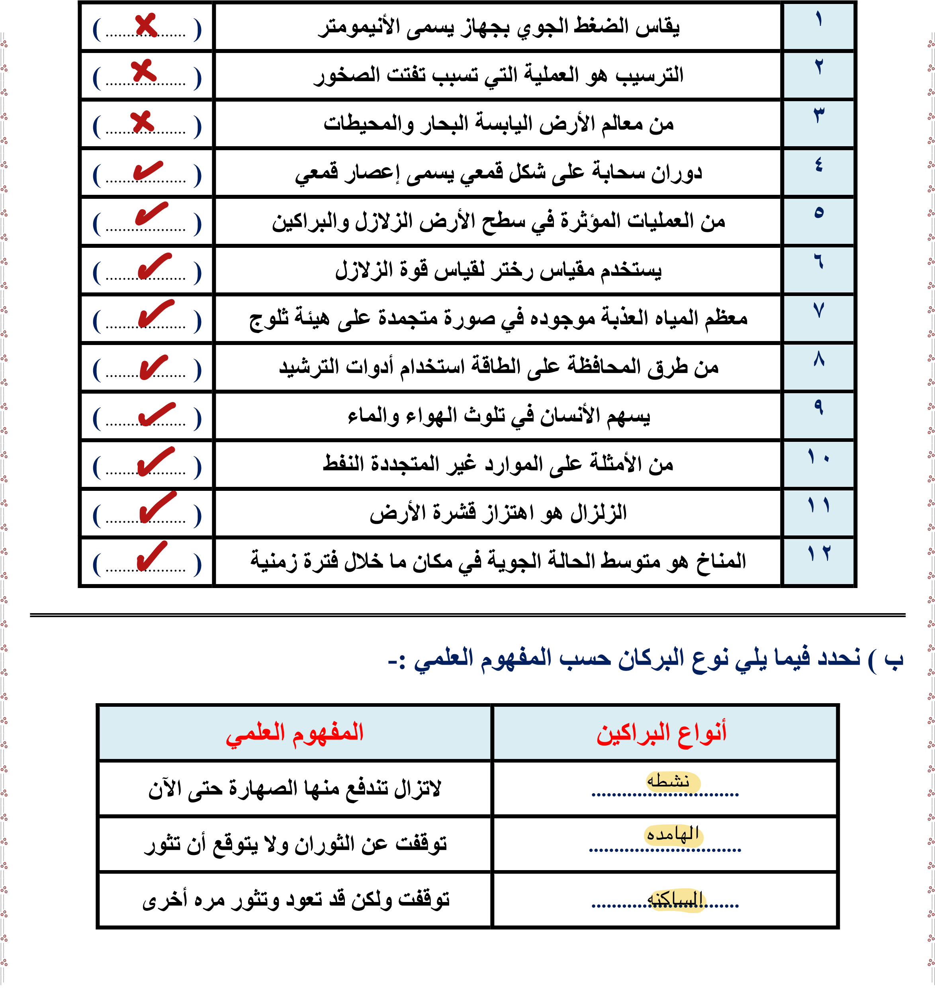 ١ يقاس الضغط الجوي بجهاز يسمى الأنيمومتر ( ................... )
٢ الترسيب هو العملية التي تسبب تفتت الصخور ( ................... )
٣ من معالم الأرض اليابسة البحار والمحيطات ( ................... )
٤ دوران سحابة على شكل قمعي يسمى إعصار قمعي ( ................... )
٥ من العمليات المؤثرة في سطح الأرض الزلازل والبراكين ( ................... )
٦ يستخدم مقياس رختر لقياس قوة الزلازل ( ................... )
٧ معظم المياه العذبة موجوده في صورة متجمدة على هيئة ثلوج ( ................... )
٨ من طرق المحافظة على الطاقة استخدام أدوات الترشيد ( ................... )
٩ يسهم الأنسان في تلوث الهواء والماء ( ................... )
١٠ من الأمثلة على الموارد غير المتجددة النفط ( ................... )
١١ الزلزال هو اهتزاز قشرة الأرض ( ................... )
١٢ المناخ هو متوسط الحالة الجوية في مكان ما خلال فترة زمنية ( ................... )
ب ) نحدد فيما يلي نوع البركان حسب المفهوم العلمي :-
أنواع البراكين المفهوم العلمي
نشطه لاتزال تندفع منها الصهارة حتى الآن
الهامده توقفت عن الثوران ولا يتوقع أن تثور
الساكنه توقفت ولكن قد تعود وتثور مره أخرى